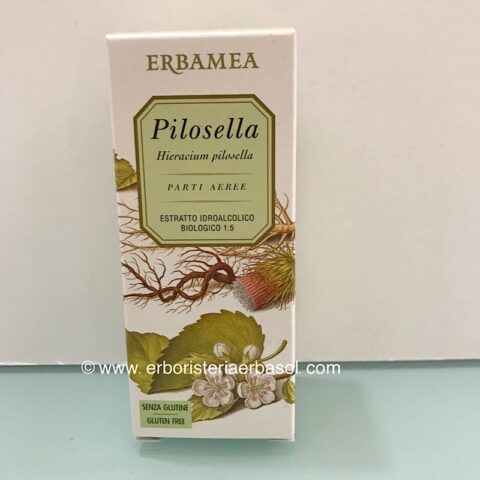 ERBAMEA
Pilosella
Hieracium pilosella
PARTI AEREE
ESTRATTO IDROALCOLICO
BIOLOGICO 1:5
© www. erboristeriaerbasol. com
SENZA GLUTINE
GLUTEN FREE